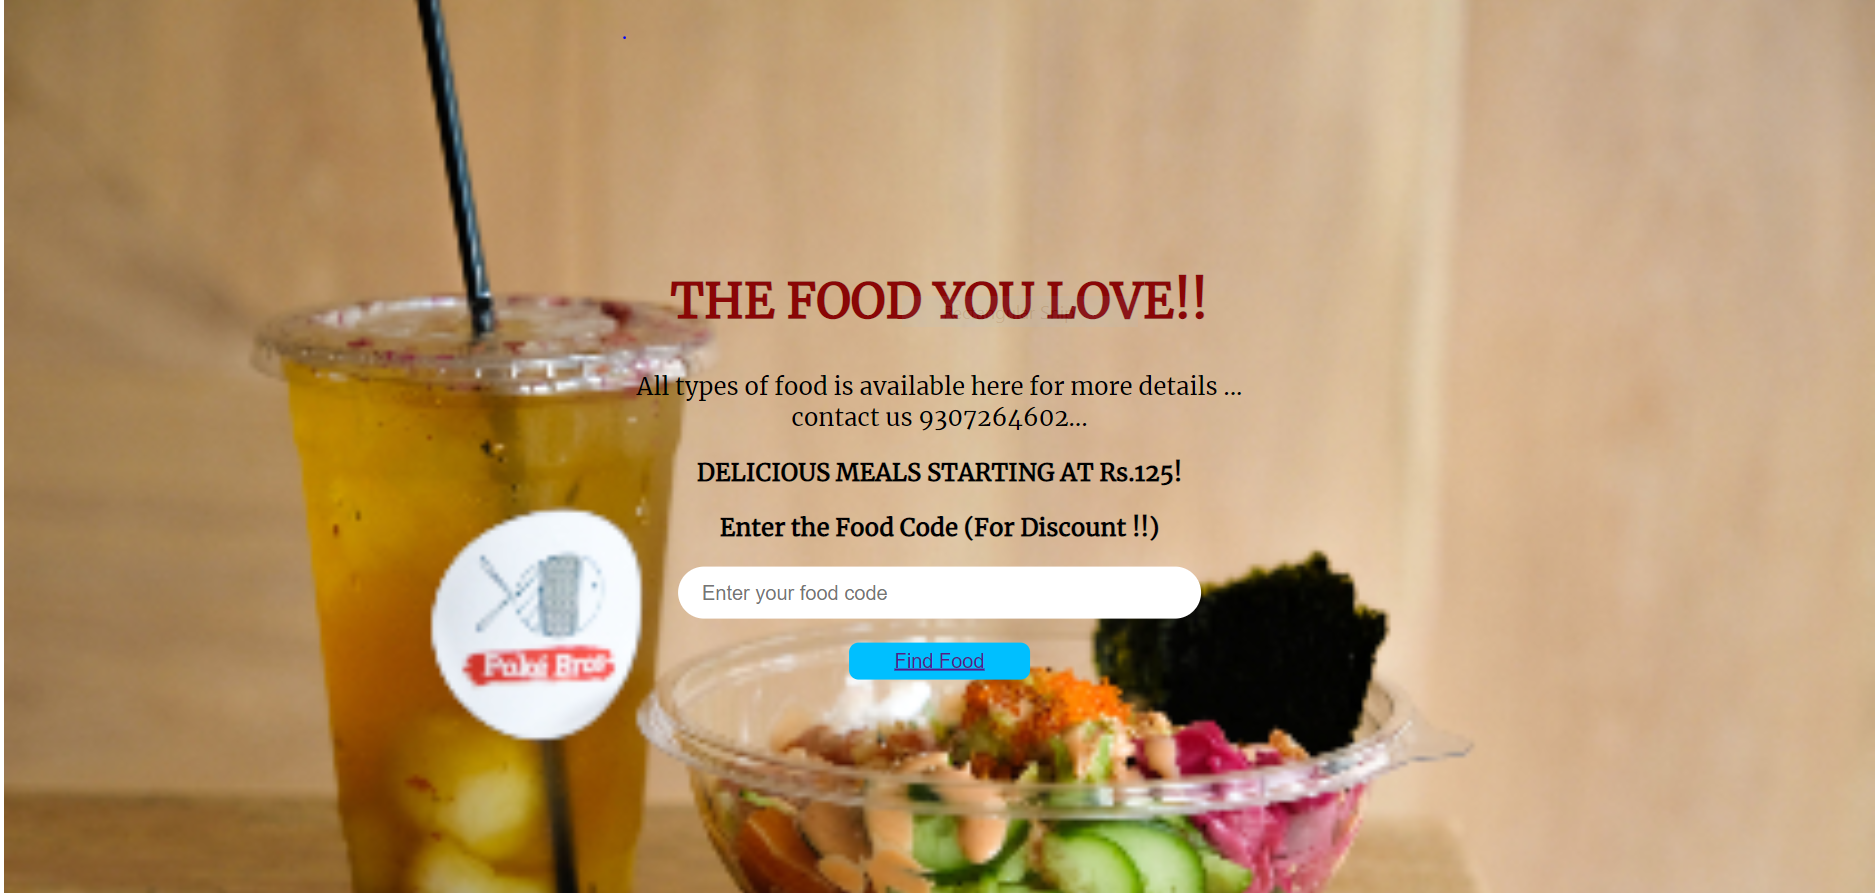 THE FOOD YOU LOVE!!
All types of food is available here for more details ...
contact us 9307264602...
DELICIOUS MEALS STARTING AT Rs.125!
Enter the Food Code (For Discount !!)
Enter your food code
Find Food
Poké Bros